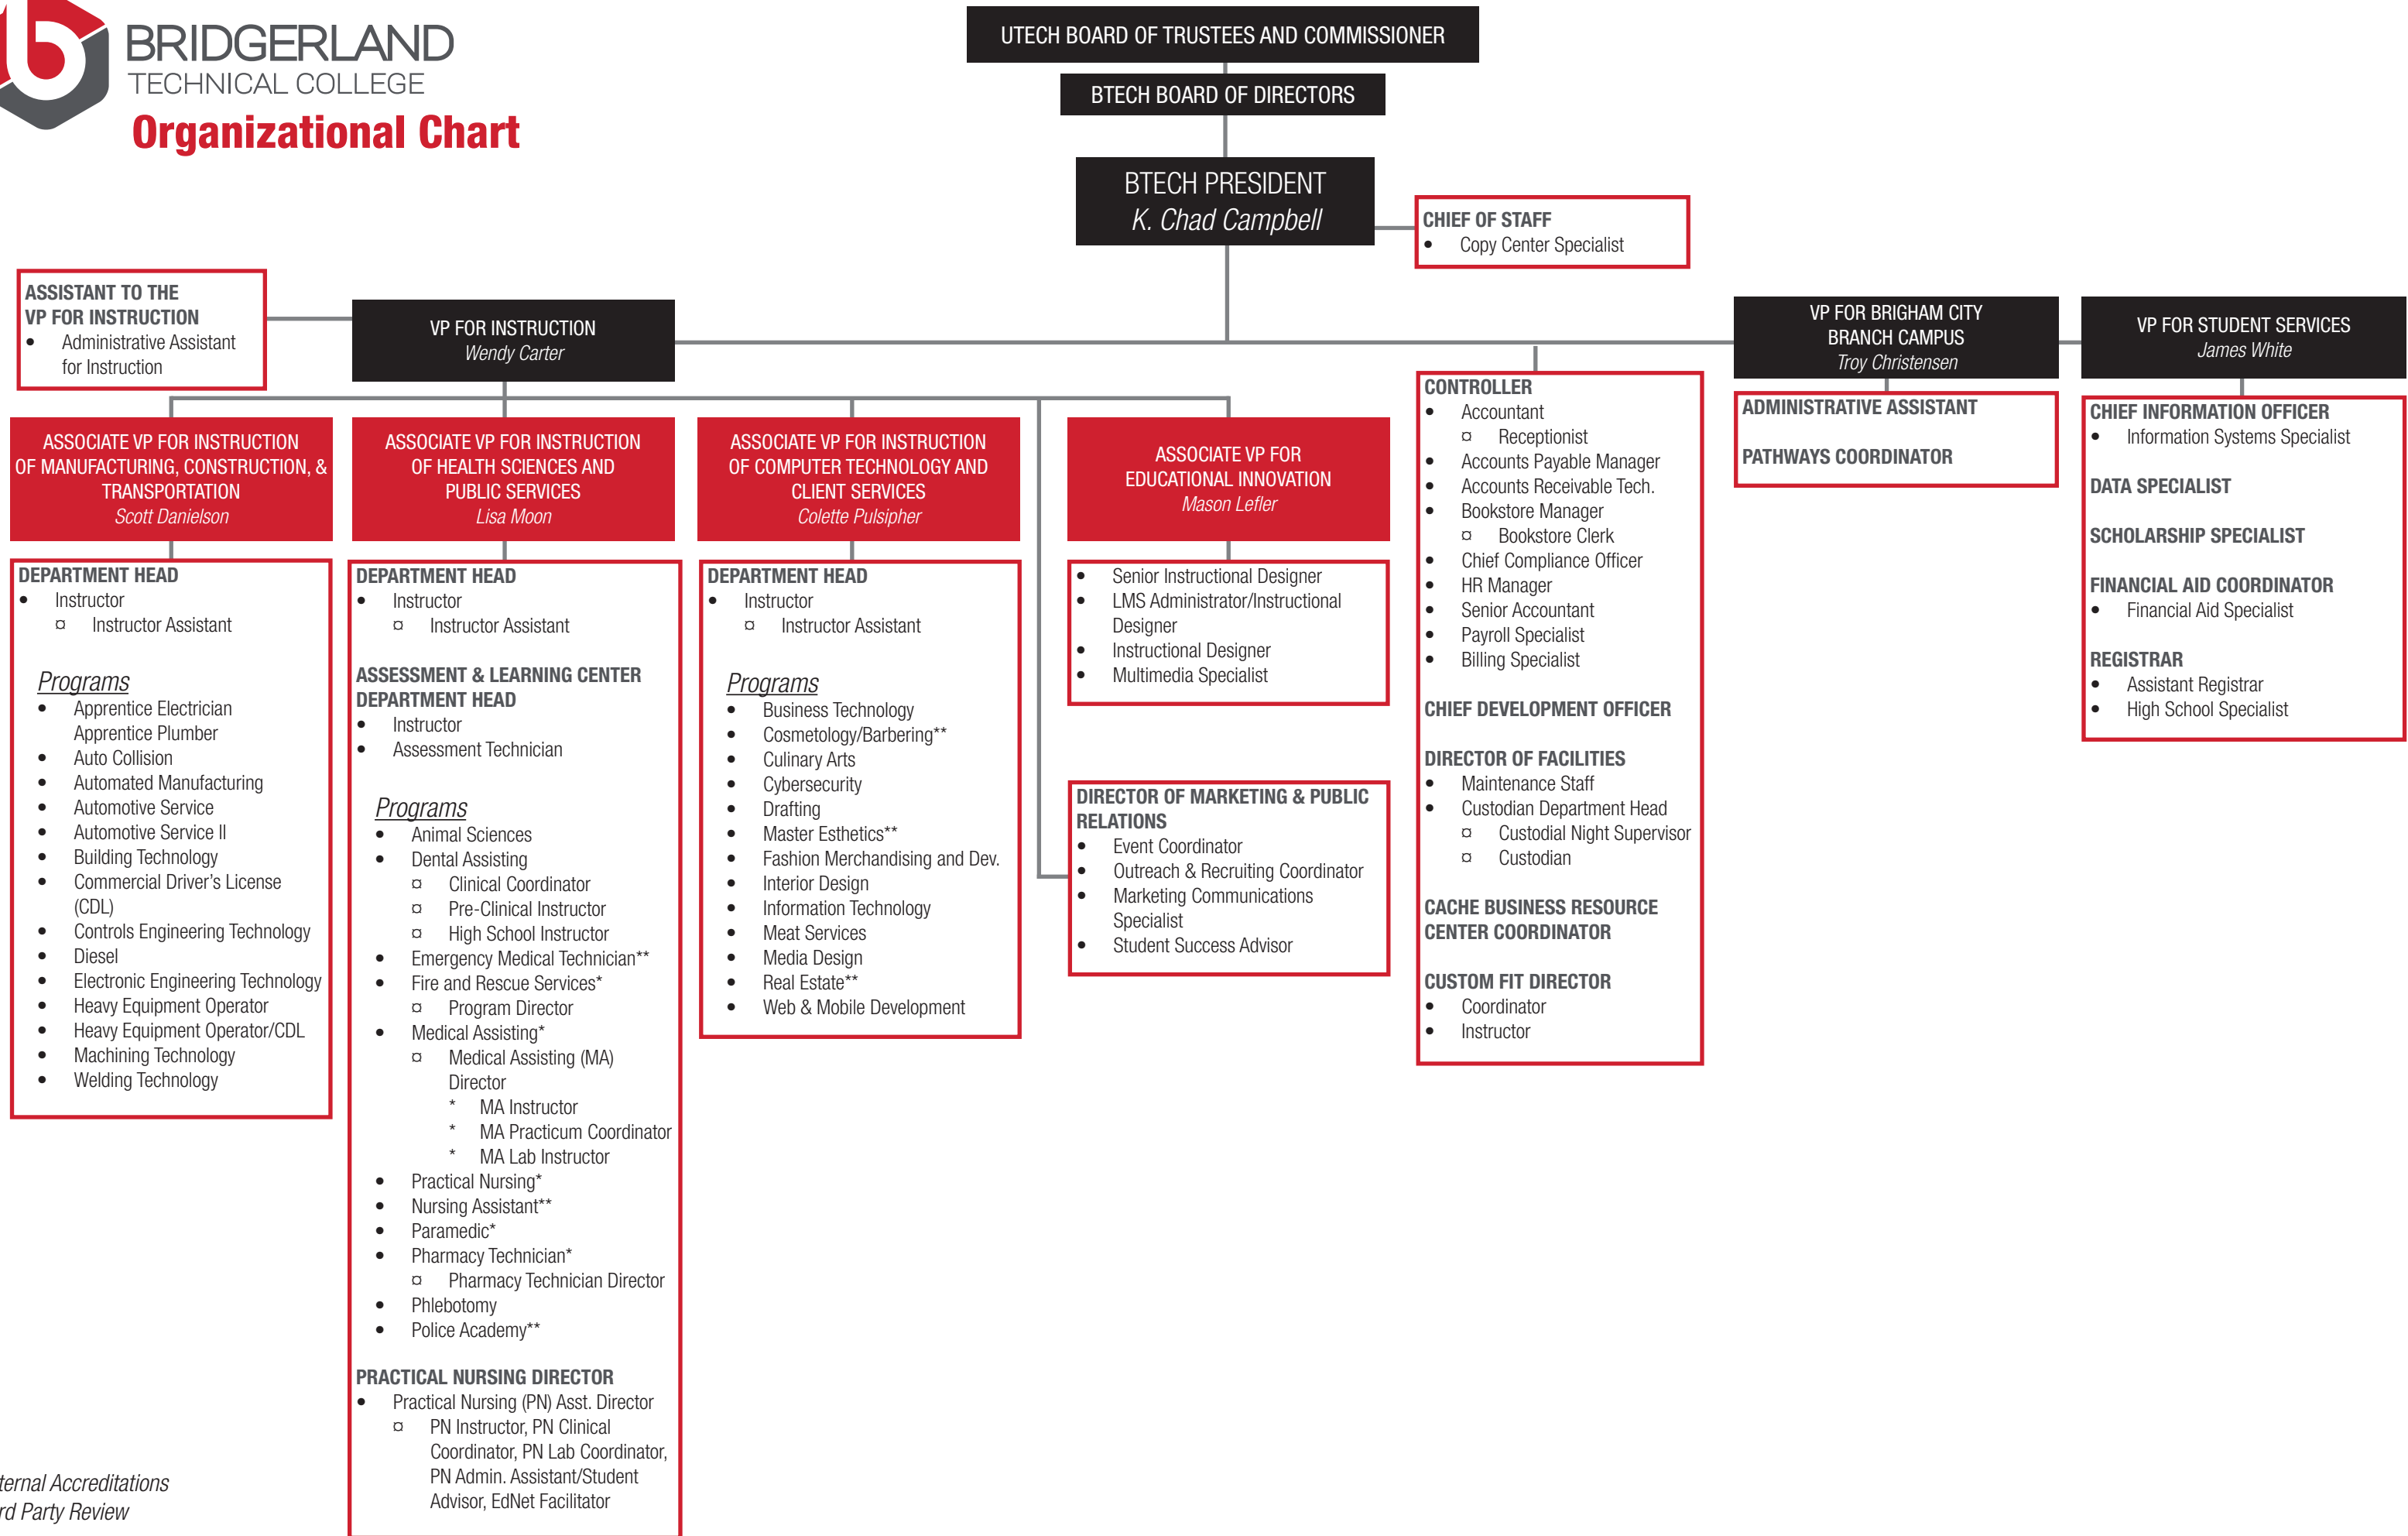 BRIDGERLAND
TECHNICAL COLLEGE
Organizational Chart
UTECH BOARD OF TRUSTEES AND COMMISSIONER
BTECH BOARD OF DIRECTORS
BTECH PRESIDENT
K. Chad Campbell
CHIEF OF STAFF
• Copy Center Specialist
ASSISTANT TO THE
VP FOR INSTRUCTION
• Administrative Assistant
for Instruction
VP FOR INSTRUCTION
Wendy Carter
VP FOR BRIGHAM CITY
BRANCH CAMPUS
Troy Christensen
VP FOR STUDENT SERVICES
James White
ASSOCIATE VP FOR INSTRUCTION
OF MANUFACTURING, CONSTRUCTION, &
TRANSPORTATION
Scott Danielson
DEPARTMENT HEAD
• Instructor
¤ Instructor Assistant
Programs
• Apprentice Electrician
Apprentice Plumber
• Auto Collision
• Automated Manufacturing
• Automotive Service
• Automotive Service II
• Building Technology
• Commercial Driver's License
(CDL)
• Controls Engineering Technology
• Diesel
• Electronic Engineering Technology
• Heavy Equipment Operator
• Heavy Equipment Operator/CDL
• Machining Technology
• Welding Technology
ASSOCIATE VP FOR INSTRUCTION
OF HEALTH SCIENCES AND
PUBLIC SERVICES
Lisa Moon
DEPARTMENT HEAD
• Instructor
¤ Instructor Assistant
ASSESSMENT & LEARNING CENTER
DEPARTMENT HEAD
• Instructor
• Assessment Technician
Programs
• Animal Sciences
• Dental Assisting
¤ Clinical Coordinator
¤ Pre-Clinical Instructor
¤ High School Instructor
• Emergency Medical Technician**
• Fire and Rescue Services*
¤ Program Director
• Medical Assisting*
¤ Medical Assisting (MA)
Director
* MA Instructor
* MA Practicum Coordinator
* MA Lab Instructor
• Practical Nursing*
• Nursing Assistant**
• Paramedic*
• Pharmacy Technician*
¤ Pharmacy Technician Director
• Phlebotomy
• Police Academy**
PRACTICAL NURSING DIRECTOR
• Practical Nursing (PN) Asst. Director
¤ PN Instructor, PN Clinical
Coordinator, PN Lab Coordinator,
PN Admin. Assistant/Student
Advisor, EdNet Facilitator
ASSOCIATE VP FOR INSTRUCTION
OF COMPUTER TECHNOLOGY AND
CLIENT SERVICES
Colette Pulsipher
DEPARTMENT HEAD
• Instructor
¤ Instructor Assistant
Programs
• Business Technology
• Cosmetology/Barbering**
• Culinary Arts
• Cybersecurity
• Drafting
• Master Esthetics**
• Fashion Merchandising and Dev.
• Interior Design
• Information Technology
• Meat Services
• Media Design
• Real Estate**
• Web & Mobile Development
ASSOCIATE VP FOR
EDUCATIONAL INNOVATION
Mason Lefler
• Senior Instructional Designer
• LMS Administrator/Instructional
Designer
• Instructional Designer
• Multimedia Specialist
DIRECTOR OF MARKETING & PUBLIC
RELATIONS
• Event Coordinator
• Outreach & Recruiting Coordinator
• Marketing Communications
Specialist
• Student Success Advisor
CONTROLLER
• Accountant
¤ Receptionist
• Accounts Payable Manager
• Accounts Receivable Tech.
• Bookstore Manager
¤ Bookstore Clerk
• Chief Compliance Officer
• HR Manager
• Senior Accountant
• Payroll Specialist
• Billing Specialist
CHIEF DEVELOPMENT OFFICER
DIRECTOR OF FACILITIES
• Maintenance Staff
• Custodian Department Head
¤ Custodial Night Supervisor
¤ Custodian
CACHE BUSINESS RESOURCE
CENTER COORDINATOR
CUSTOM FIT DIRECTOR
• Coordinator
• Instructor
ADMINISTRATIVE ASSISTANT
PATHWAYS COORDINATOR
CHIEF INFORMATION OFFICER
• Information Systems Specialist
DATA SPECIALIST
SCHOLARSHIP SPECIALIST
FINANCIAL AID COORDINATOR
• Financial Aid Specialist
REGISTRAR
• Assistant Registrar
• High School Specialist
Accreditations
Party Review